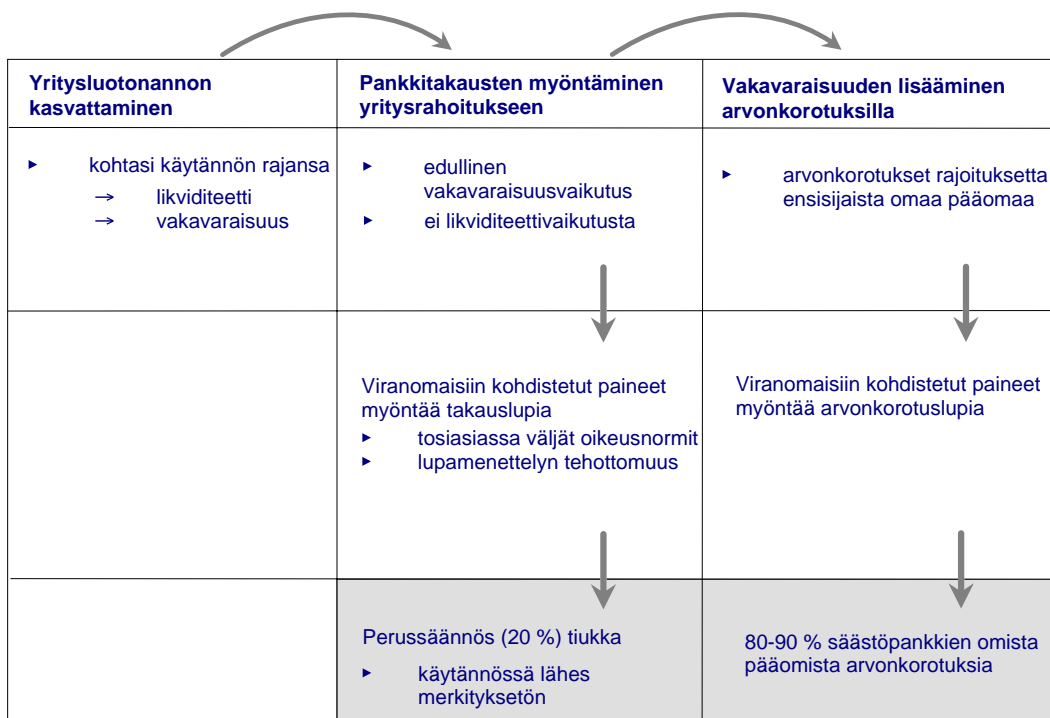 Yritysluotonannon
kasvattaminen
Pankkitakausten myöntäminen
yritysrahoitukseen
Vakavaraisuuden lisääminen
arvonkorotuksilla
► kohtasi käytännön rajansa
→ likviditeetti
→ vakavaraisuus
► edullinen
vakavaraisuusvaikutus
► ei likviditeettivaikutusta
► arvonkorotukset rajoituksetta
ensisijaista omaa pääomaa
Viranomaisiin kohdistetut paineet
myöntää takauslupia
► tosiasiassa väljät oikeusnormit
► lupamenettelyn tehottomuus
Viranomaisiin kohdistetut paineet
myöntää arvonkorotuslupia
Perussäännös (20 %) tiukka
► käytännössä lähes
merkityksetön
80-90 % säästöpankkien omista
pääomista arvonkorotuksia